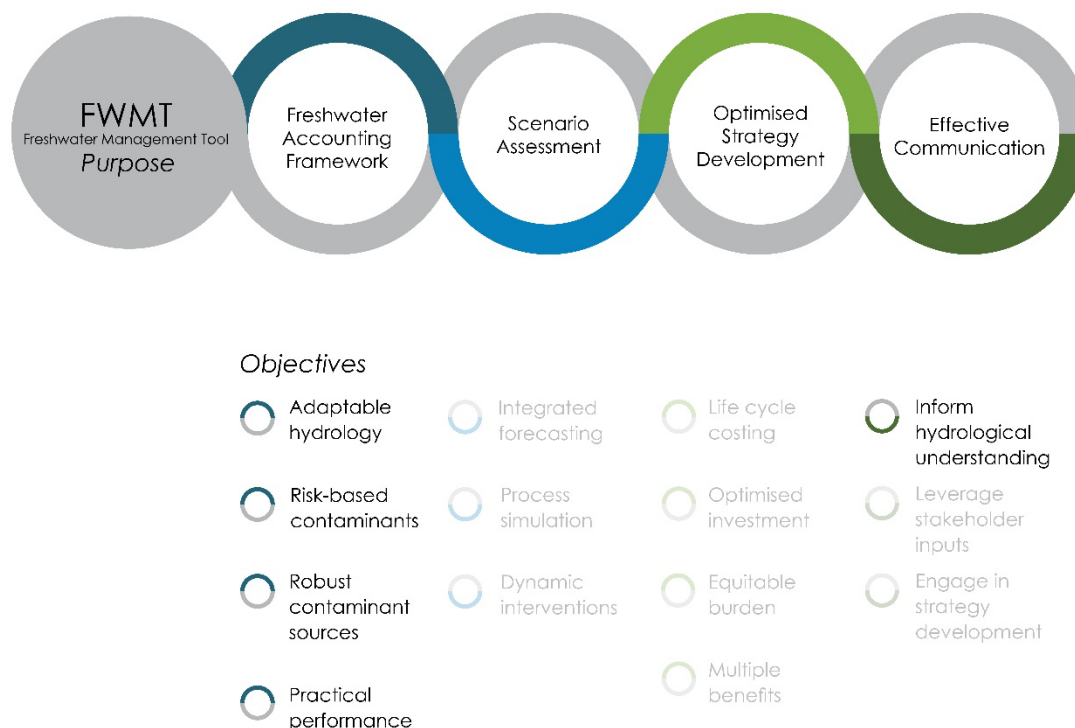 FWMT
Freshwater Management Tool
Purpose
Freshwater
Accounting
Framework
Scenario
Assessment
Optimised
Strategy
Development
Effective
Communication
Objectives
Adaptable
hydrology
Risk-based
contaminants
Robust
contaminant
sources
Practical
performance
Integrated
forecasting
Process
simulation
Dynamic
interventions
Life cycle
costing
Optimised
investment
Equitable
burden
Multiple
benefits
Inform
hydrological
understanding
Leverage
stakeholder
inputs
Engage in
strategy
development